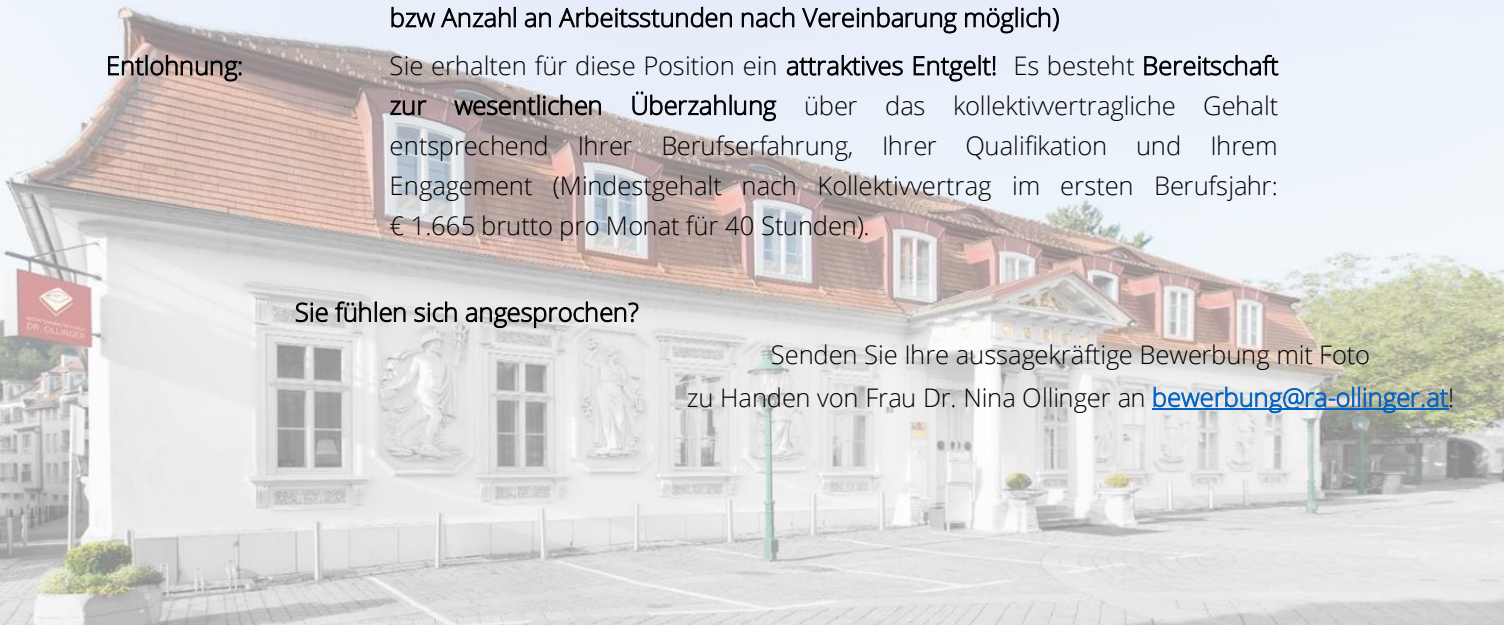 bzw Anzahl an Arbeitsstunden nach Vereinbarung möglich)
Entlohnung: Sie erhalten für diese Position ein attraktives Entgelt! Es besteht Bereitschaft
zur wesentlichen Überzahlung über das kollektivvertragliche Gehalt
entsprechend Ihrer Berufserfahrung, Ihrer Qualifikation und Ihrem
Engagement (Mindestgehalt nach Kollektivvertrag im ersten Berufsjahr:
€ 1.665 brutto pro Monat für 40 Stunden).
Sie fühlen sich angesprochen?
Senden Sie Ihre aussagekräftige Bewerbung mit Foto
zu Handen von Frau Dr. Nina Ollinger an bewerbung@ra-ollinger.at!
DR. OLLINGER